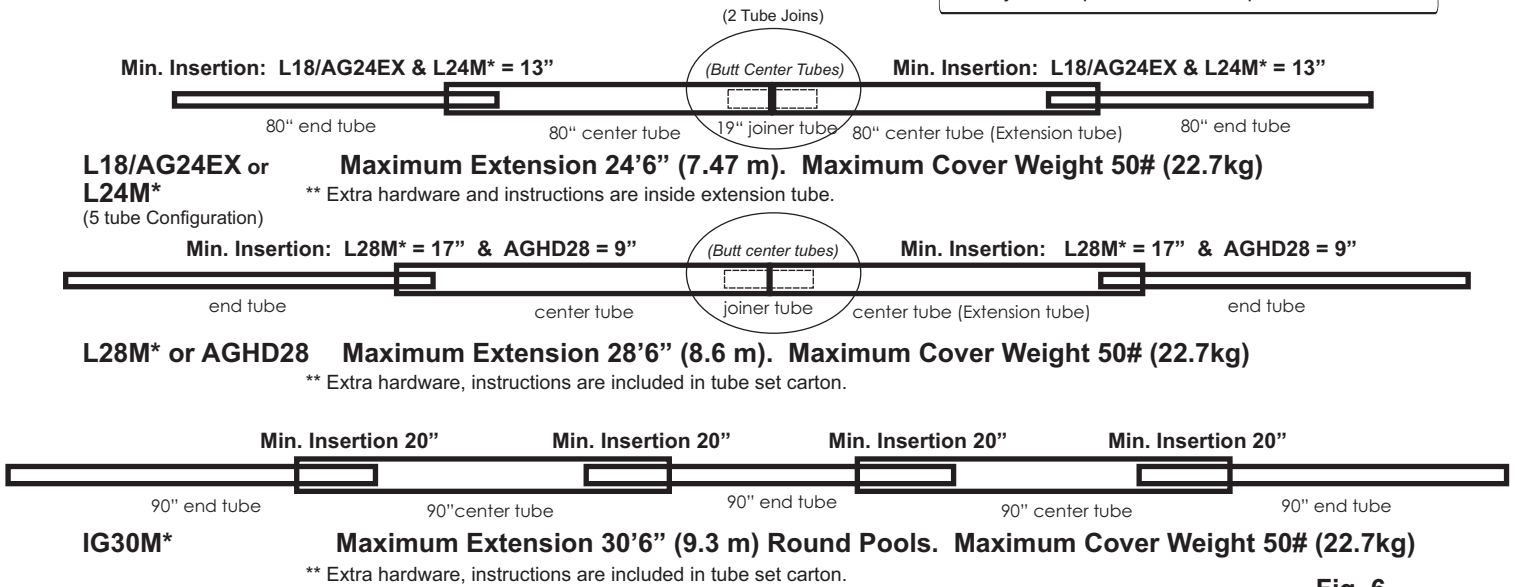 (2 Tube Joins)
Min. Insertion: L18/AG24EX & L24M* = 13” (Butt Center Tubes) Min. Insertion: L18/AG24EX & L24M* = 13”
80“ end tube 80“ center tube 19“ joiner tube 80“ center tube (Extension tube) 80“ end tube
L18/AG24EX or Maximum Extension 24’6” (7.47 m). Maximum Cover Weight 50# (22.7kg)
L24M* ** Extra hardware and instructions are inside extension tube.
(5 tube Configuration)
Min. Insertion: L28M* = 17” & AGHD28 = 9” (Butt center tubes) Min. Insertion: L28M* = 17” & AGHD28 = 9”
end tube center tube joiner tube center tube (Extension tube) end tube
L28M* or AGHD28 Maximum Extension 28’6” (8.6 m). Maximum Cover Weight 50# (22.7kg)
** Extra hardware, instructions are included in tube set carton.
Min. Insertion 20” Min. Insertion 20” Min. Insertion 20” Min. Insertion 20”
90” end tube 90”center tube 90” end tube 90” center tube 90” end tube
IG30M* Maximum Extension 30’6” (9.3 m) Round Pools. Maximum Cover Weight 50# (22.7kg)
** Extra hardware, instructions are included in tube set carton.
Fig. 6